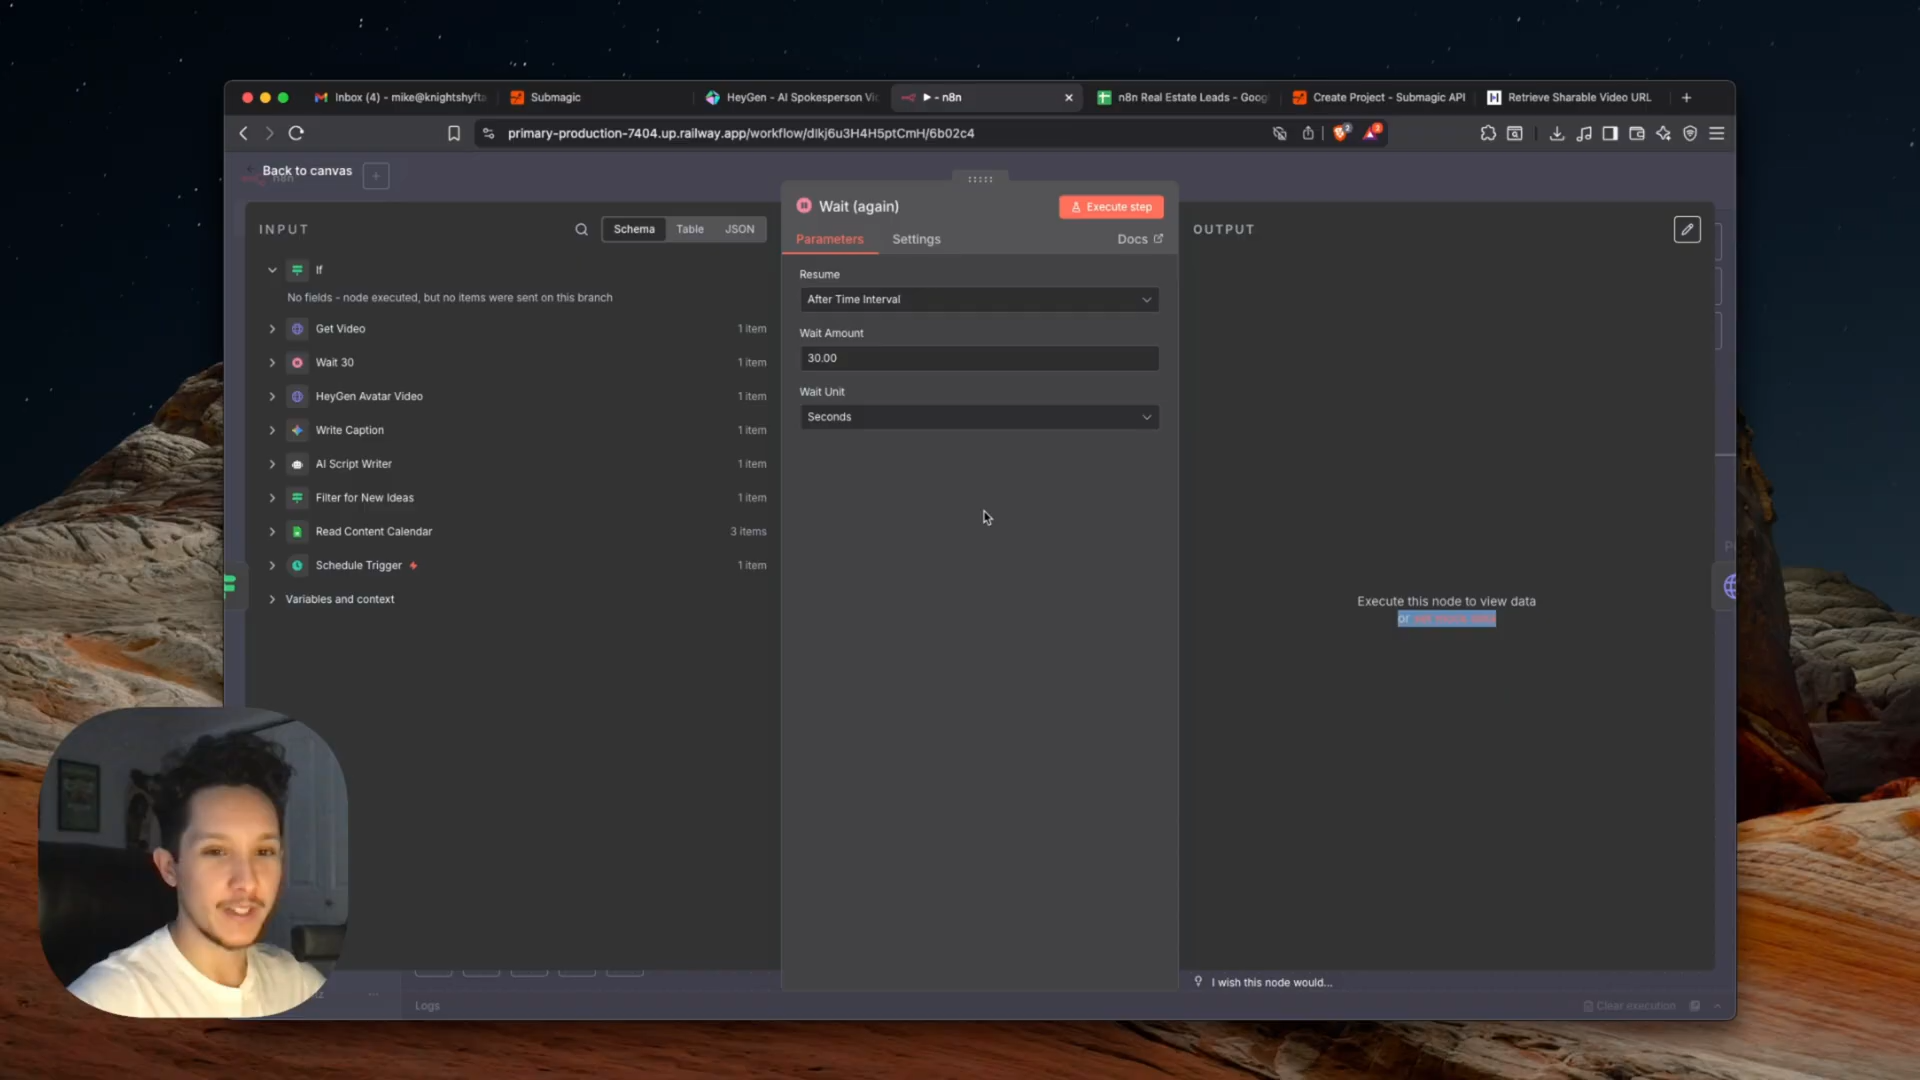 Inbox (4) - mike@knightshyfta
Submagic
HeyGen - AI Spokesperson Vic
▶ - n8n
n8n Real Estate Leads - Goog
Create Project - Submagic API
Retrieve Sharable Video URL
primary-production-7404.up.railway.app/workflow/dlkj6u3H4H5ptCmH/6b02c4
Back to canvas
Wait (again)
Execute step
INPUT
Schema
Table
JSON
Parameters
Settings
Docs
OUTPUT
If
No fields - node executed, but no items were sent on this branch
Get Video 1 item
Wait 30 1 item
HeyGen Avatar Video 1 item
Write Caption 1 item
AI Script Writer 1 item
Filter for New Ideas 1 item
Read Content Calendar 3 items
Schedule Trigger 1 item
Variables and context
Resume
After Time Interval
Wait Amount
30.00
Wait Unit
Seconds
Execute this node to view data
or set mock data
I wish this node would...
Logs
Clear execution